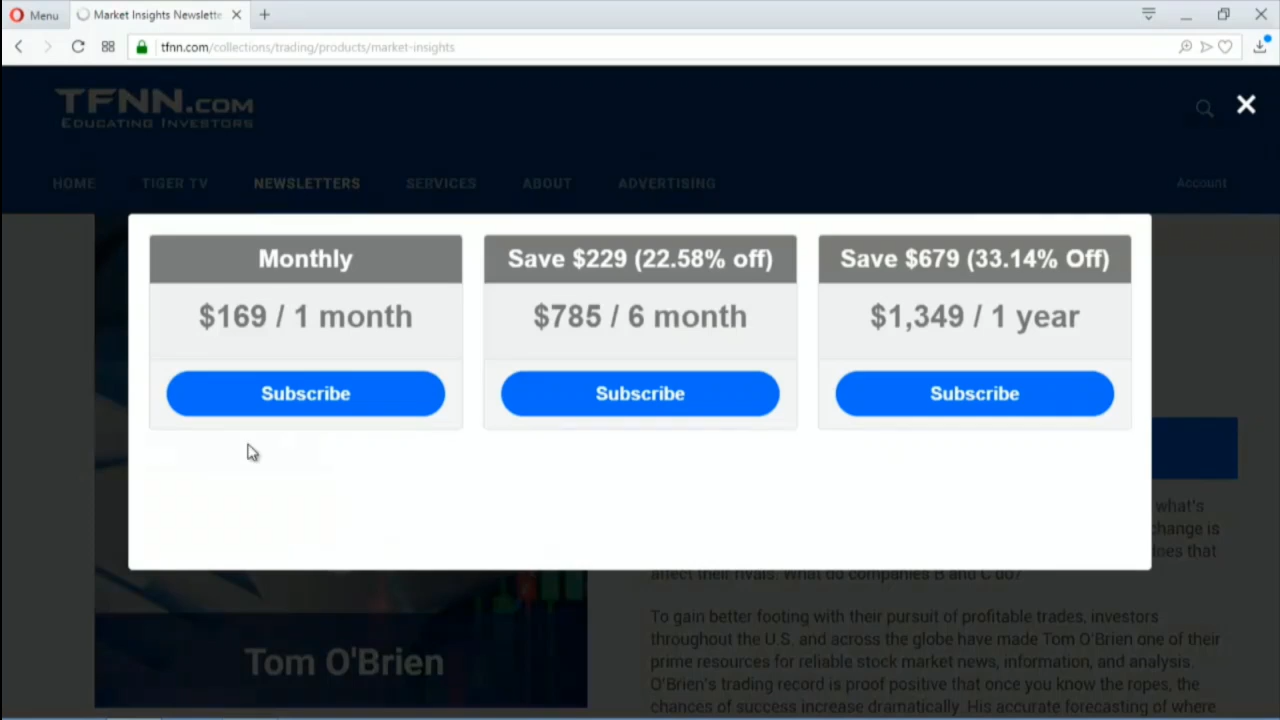 Menu
Market Insights Newslette
tfnn.com/collections/trading/products/market-insights
TFNN.COM
EDUCATING INVESTORS
HOME
TIGER TV
NEWSLETTERS
SERVICES
ABOUT
ADVERTISING
Account
Monthly
$169 / 1 month
Subscribe
Save $229 (22.58% off)
$785 / 6 month
Subscribe
Save $679 (33.14% Off)
$1,349 / 1 year
Subscribe
what's
change is
does that
affect their rivals. What do companies B and C do?
To gain better footing with their pursuit of profitable trades, investors
throughout the U.S. and across the globe have made Tom O'Brien one of their
prime resources for reliable stock market news, information, and analysis.
O'Brien's trading record is proof positive that once you know the ropes, the
chances of success increase dramatically. His accurate forecasting of where
Tom O'Brien